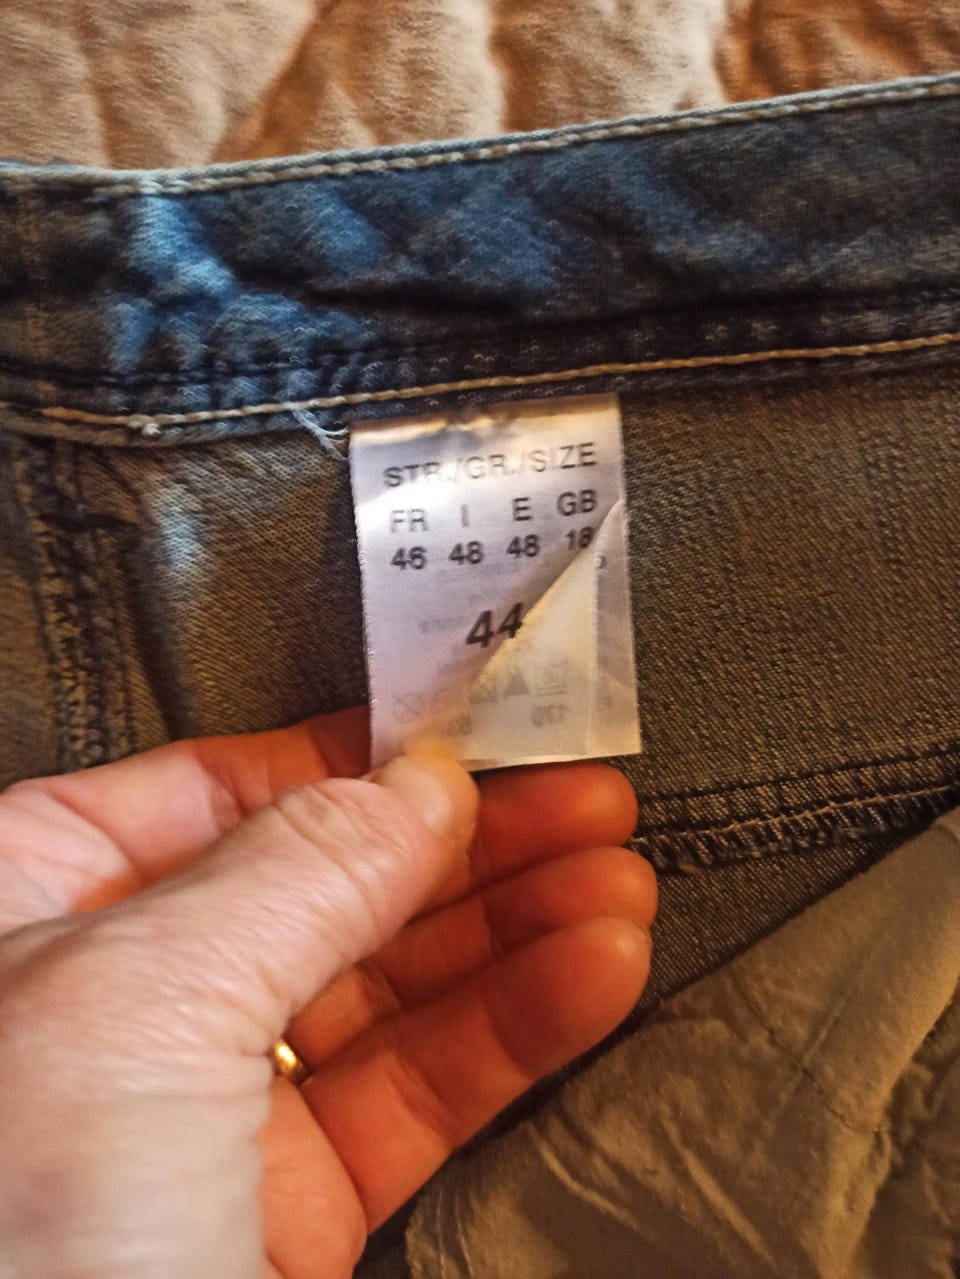 STR./GR./SIZE
FR I E GB
46 48 48 18
44